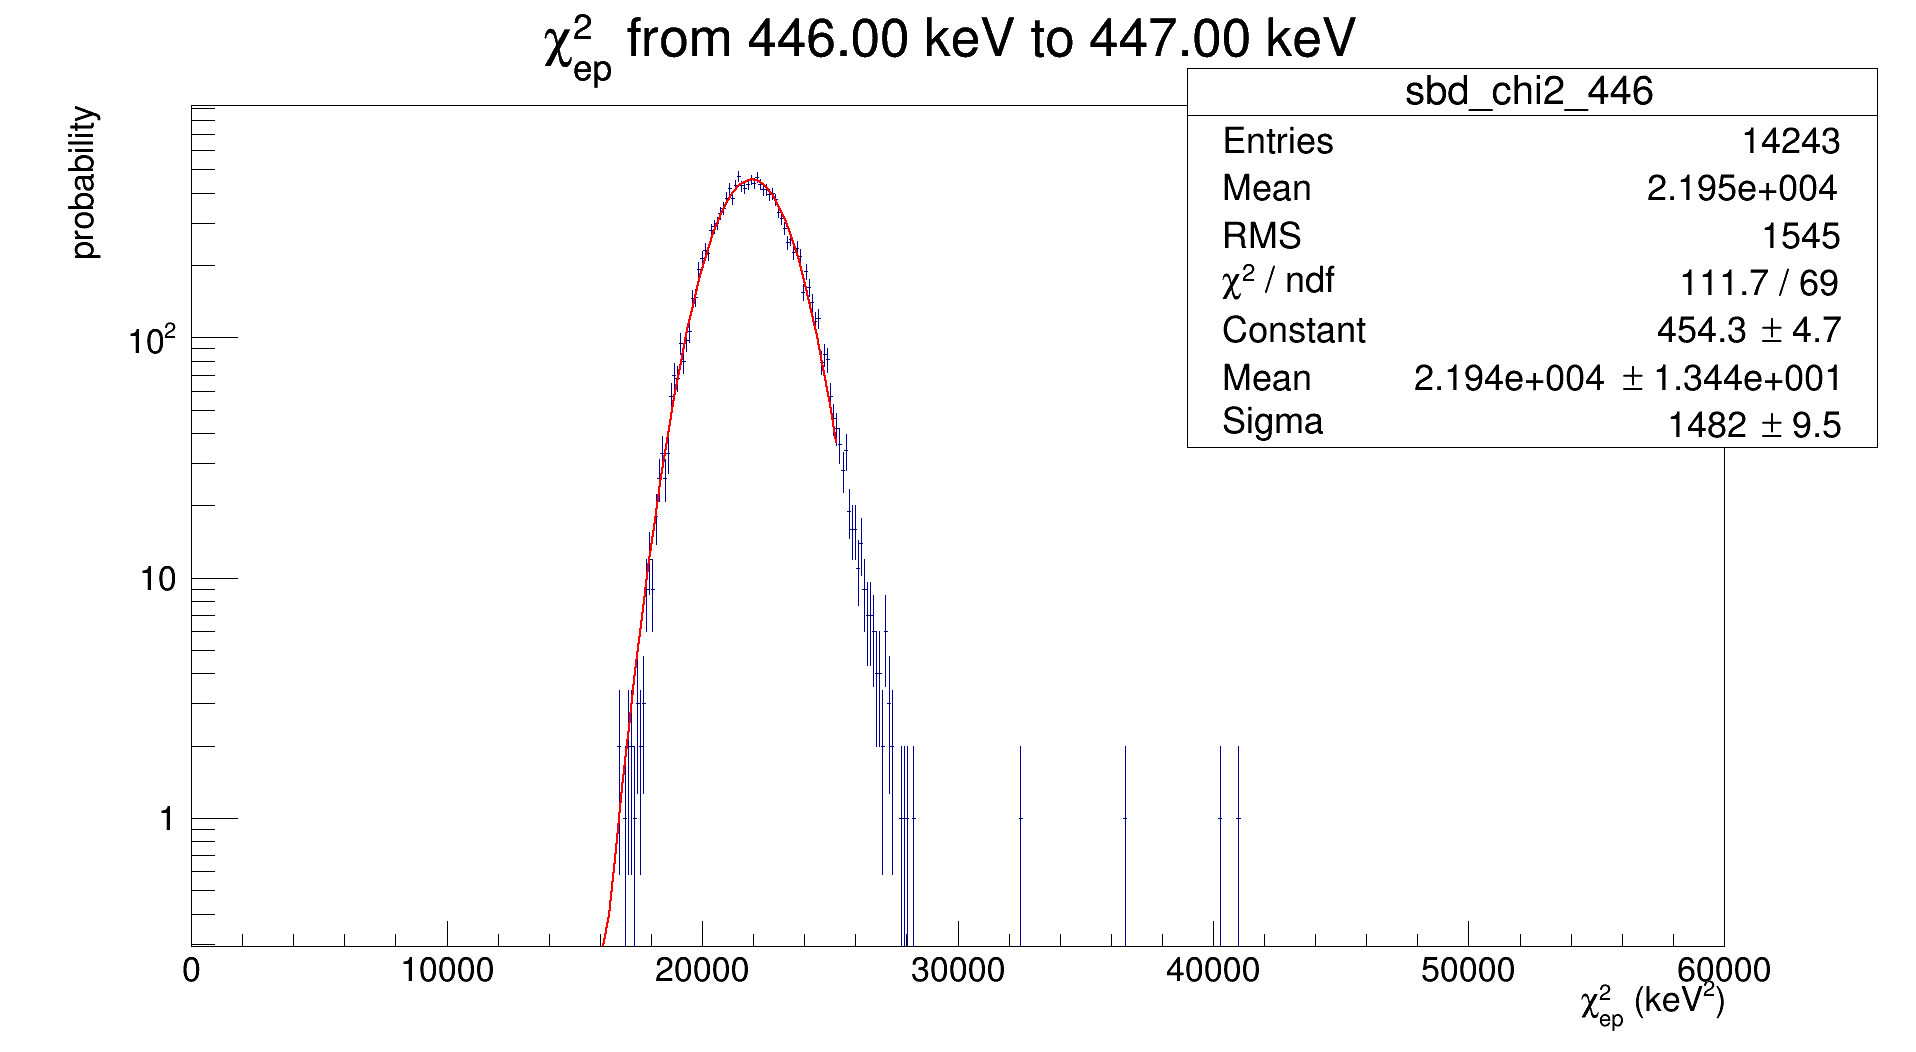 χ²ep from 446.00 keV to 447.00 keV
sbd_chi2_446
Entries 14243
Mean 2.195e+004
RMS 1545
χ² / ndf 111.7 / 69
Constant 454.3 ± 4.7
Mean 2.194e+004 ± 1.344e+001
Sigma 1482 ± 9.5
probability
10²
10
1
0 10000 20000 30000 40000 50000 60000
χ²ep (keV²)